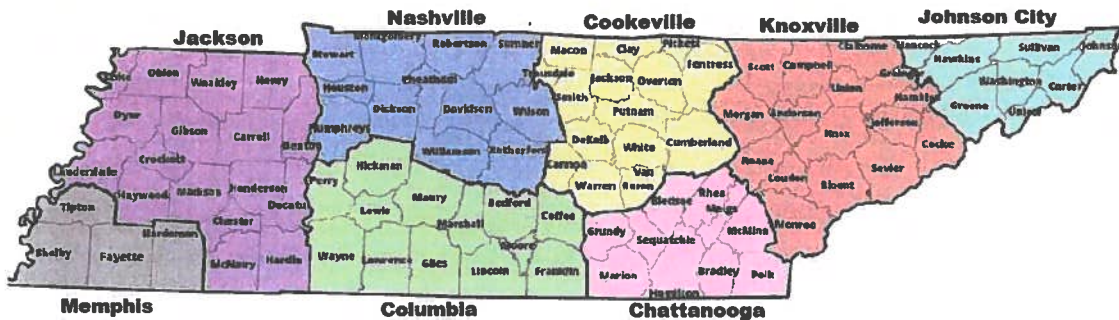 Nashville Cookeville Knoxville Johnson City
Jackson
Montgomery Robertson Sumner
Stewart
Macon Clay Pickett
Claiborne Hancock Sullivan Johnson
Lake Obion Weakley Henry
Houston Cheatham
Trousdale Jackson Overton Fentress
Scott Campbell Union Grainger Hawkins Washington Carter
Dyer Gibson Carroll Benton
Humphreys Dickson Davidson Wilson
Smith Putnam
Morgan Anderson Knox Jefferson Hamblen Greene Unicoi
Williamson Rutherford
DeKalb White Cumberland
Cocke
Lauderdale Crockett
Hickman
Cannon Warren Van
Buren
Roane Loudon Blount Sevier
Haywood Madison Henderson Decatur
Perry Lewis Maury Bedford Coffee
Bledsoe Rhea Meigs McMinn Monroe
Tipton Hardeman Chester
Marshall Moore
Grundy Sequatchie
Shelby Fayette McNairy Hardin
Wayne Lawrence Giles Lincoln Franklin
Marion Hamilton Bradley Polk
Memphis Columbia Chattanooga